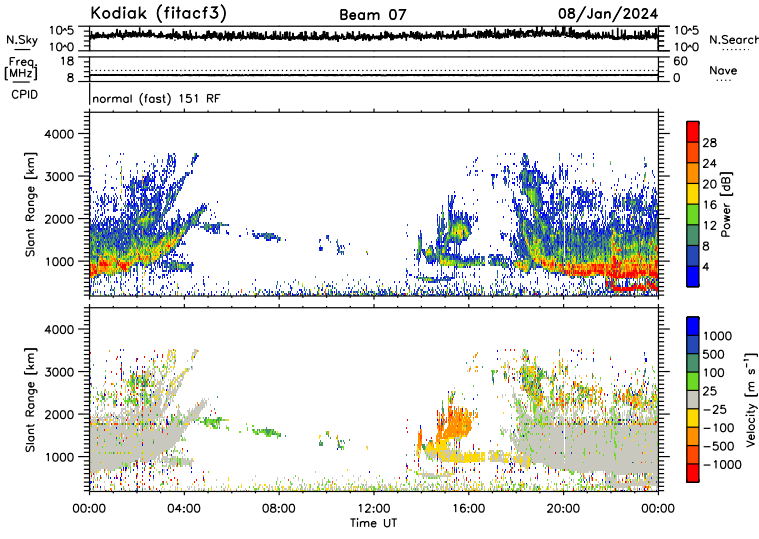 Kodiak (fitacf3) Beam 07 08/Jan/2024
N.Sky 10^5 10^0 10^5 10^0 N.Search
Freq. [MHz] 18 8 60 0 Nave
CPID normal (fast) 151 RF
Slant Range [km] 4000 3000 2000 1000
28 24 20 16 12 8 4 Power [dB]
Slant Range [km] 4000 3000 2000 1000
1000 500 100 25 -25 -100 -500 -1000 Velocity [m s^-1]
00:00 04:00 08:00 12:00 16:00 20:00 00:00
Time UT